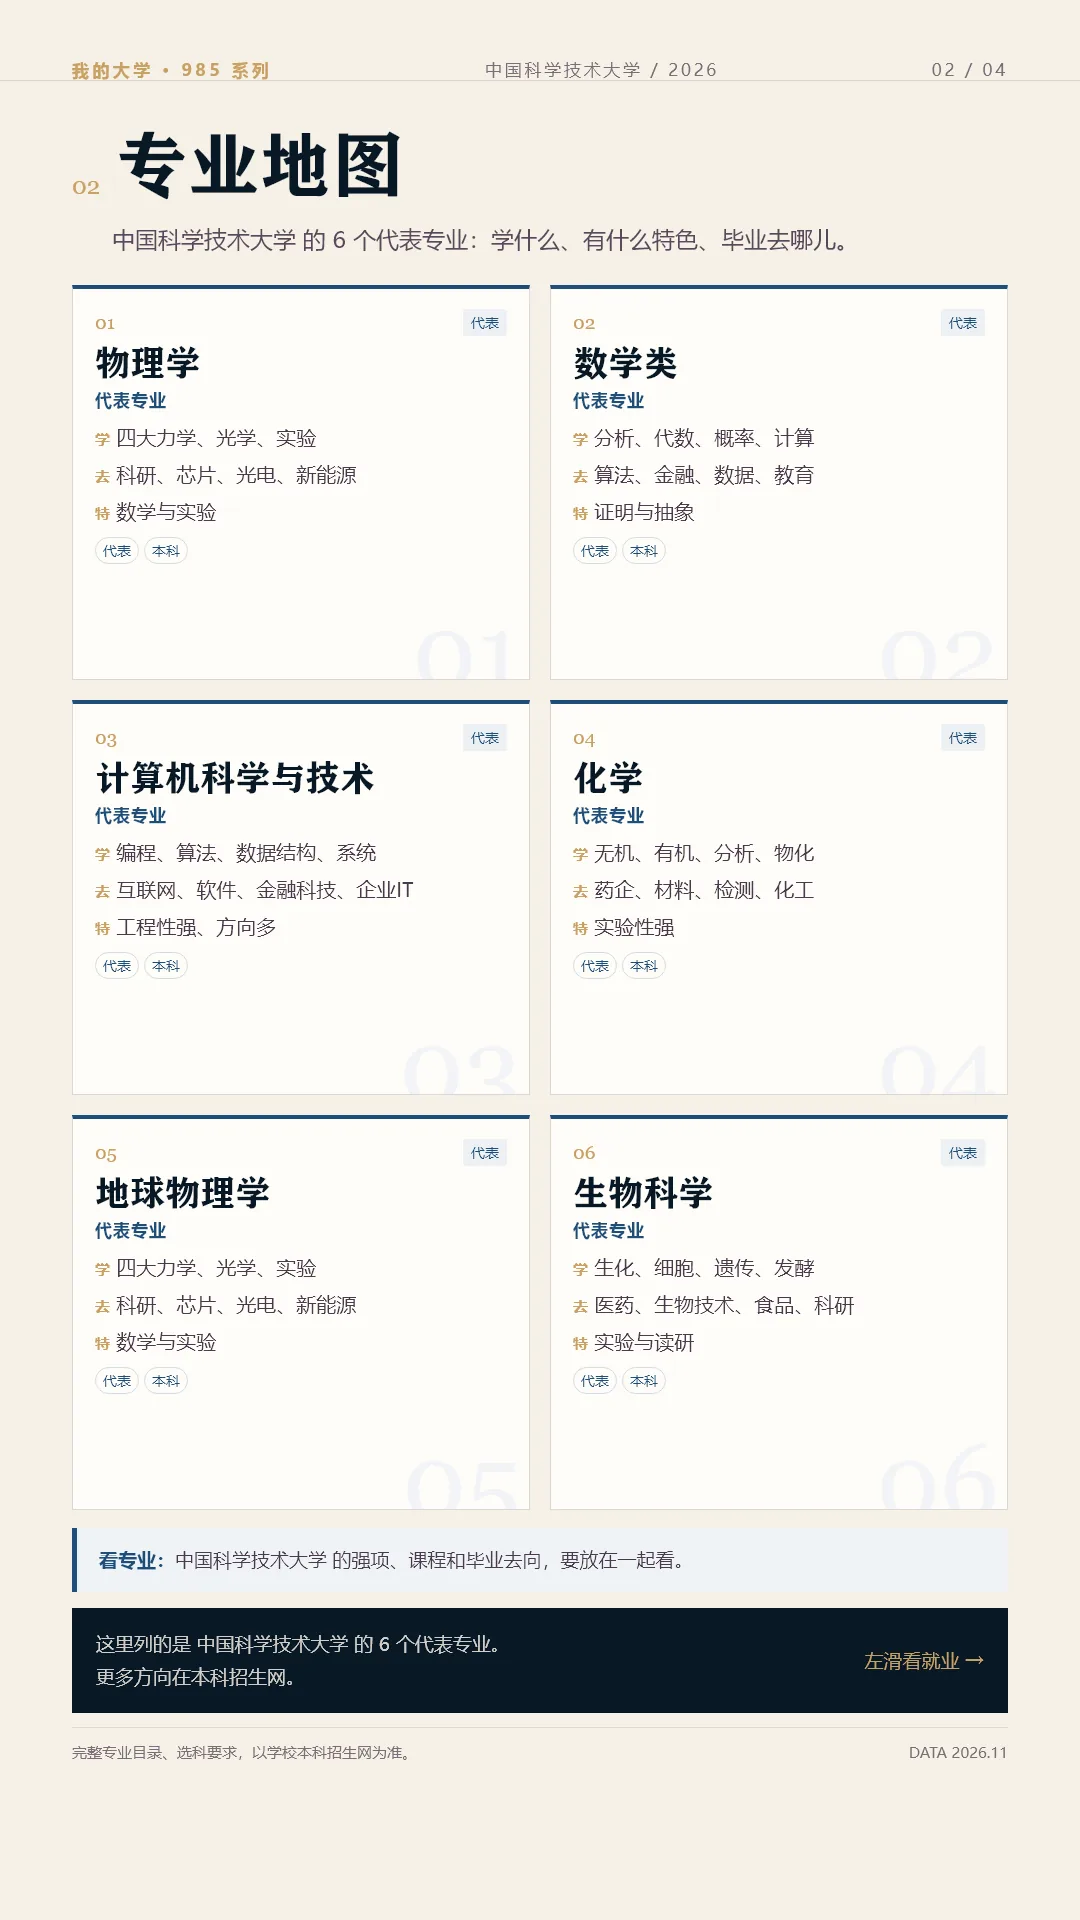 我的大学 • 985 系列
中国科学技术大学 / 2026
02 / 04
02 专业地图
中国科学技术大学 的 6 个代表专业：学什么、有什么特色、毕业去哪儿。
01
代表
物理学
代表专业
学 四大力学、光学、实验
去 科研、芯片、光电、新能源
特 数学与实验
代表 本科
01
02
代表
数学类
代表专业
学 分析、代数、概率、计算
去 算法、金融、数据、教育
特 证明与抽象
代表 本科
02
03
代表
计算机科学与技术
代表专业
学 编程、算法、数据结构、系统
去 互联网、软件、金融科技、企业IT
特 工程性强、方向多
代表 本科
03
04
代表
化学
代表专业
学 无机、有机、分析、物化
去 药企、材料、检测、化工
特 实验性强
代表 本科
04
05
代表
地球物理学
代表专业
学 四大力学、光学、实验
去 科研、芯片、光电、新能源
特 数学与实验
代表 本科
05
06
代表
生物科学
代表专业
学 生化、细胞、遗传、发酵
去 医药、生物技术、食品、科研
特 实验与读研
代表 本科
06
看专业：中国科学技术大学 的强项、课程和毕业去向，要放在一起看。
这里列的是 中国科学技术大学 的 6 个代表专业。
更多方向在本科招生网。
左滑看就业 →
完整专业目录、选科要求，以学校本科招生网为准。
DATA 2026.11